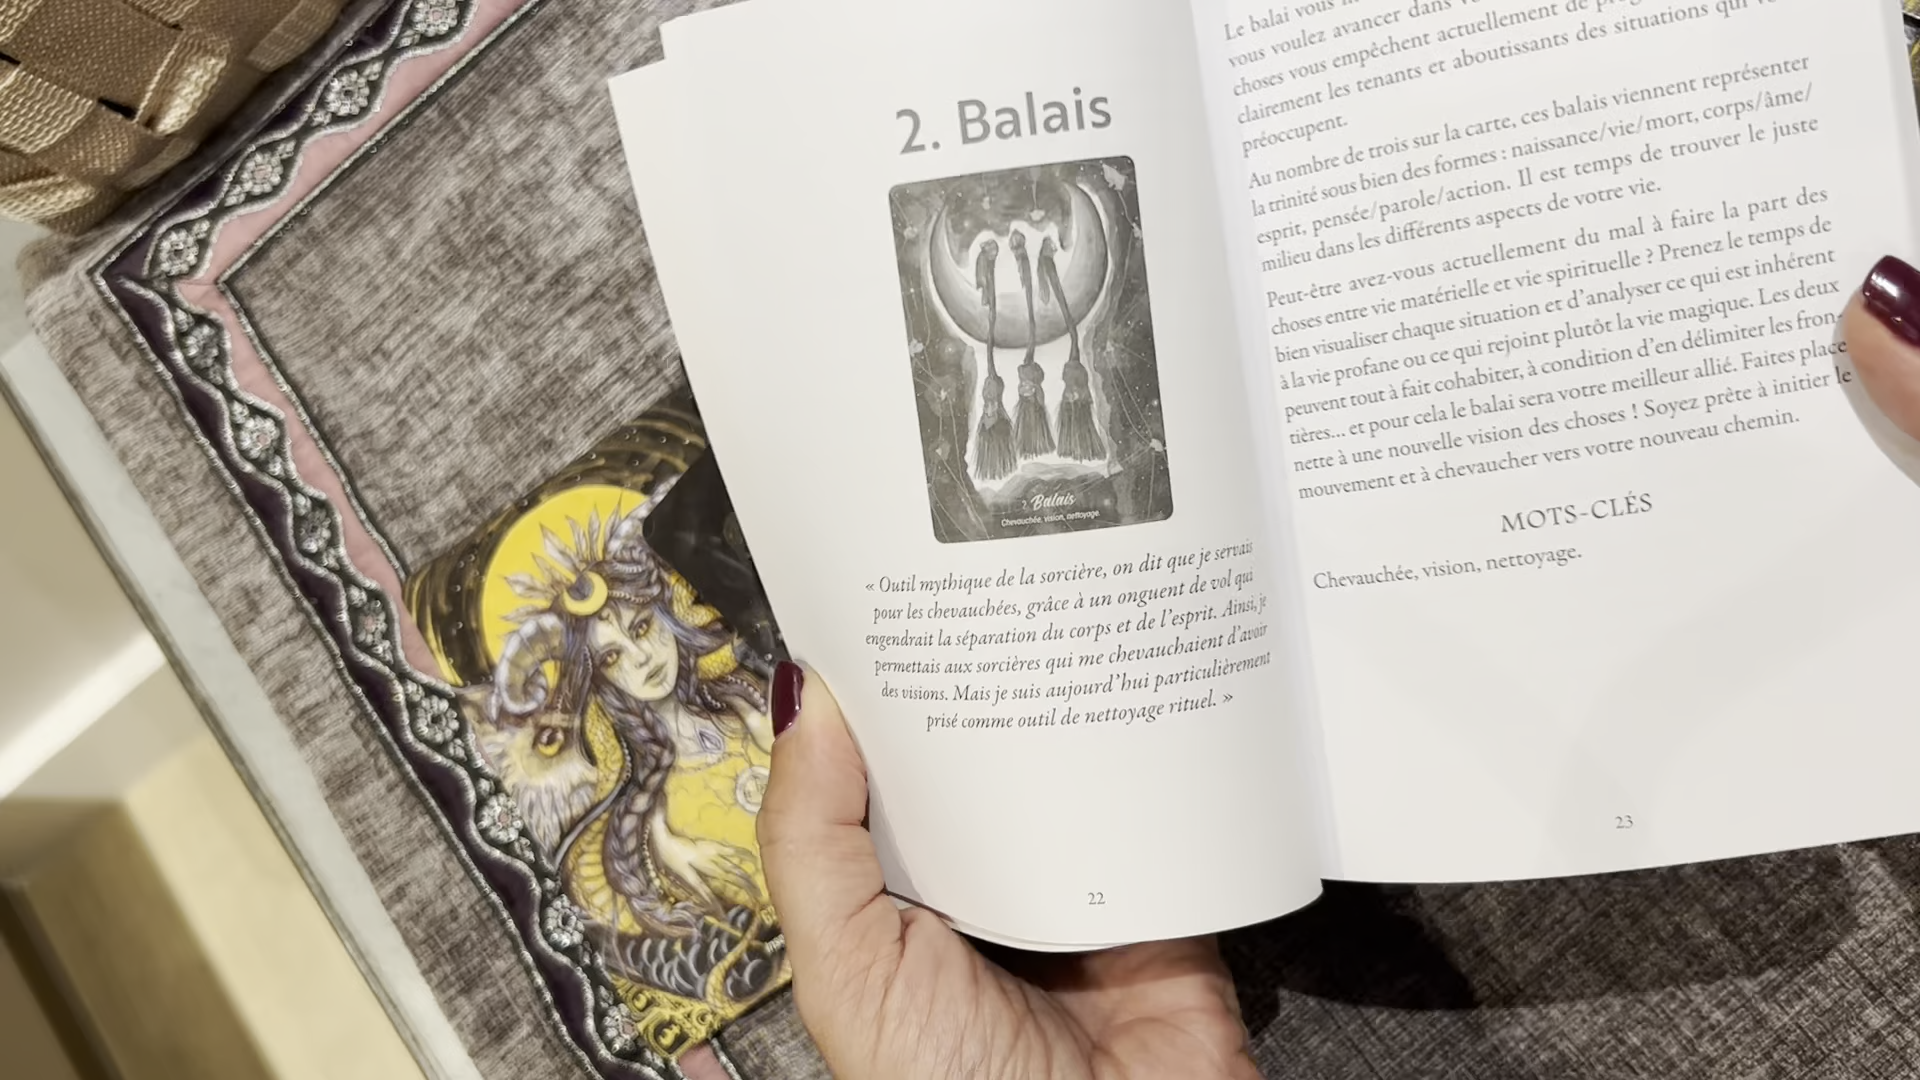 2. Balais
2 Balais
Chevauchée, vision, nettoyage.
« Outil mythique de la sorcière, on dit que je servais
pour les chevauchées, grâce à un onguent de vol qui
engendrait la séparation du corps et de l'esprit. Ainsi, je
permettais aux sorcières qui me chevauchaient d'avoir
des visions. Mais je suis aujourd'hui particulièrement
prisé comme outil de nettoyage rituel. »
22
Le balai vous
vous voulez avancer dans
choses vous empêchent actuellement de
clairement les tenants et aboutissants des situations qui
préoccupent.
Au nombre de trois sur la carte, ces balais viennent représenter
la trinité sous bien des formes : naissance/vie/mort, corps/âme/
esprit, pensée/parole/action. Il est temps de trouver le juste
milieu dans les différents aspects de votre vie.
Peut-être avez-vous actuellement du mal à faire la part des
choses entre vie matérielle et vie spirituelle ? Prenez le temps de
bien visualiser chaque situation et d'analyser ce qui est inhérent
à la vie profane ou ce qui rejoint plutôt la vie magique. Les deux
peuvent tout à fait cohabiter, à condition d'en délimiter les fron-
tières... et pour cela le balai sera votre meilleur allié. Faites place
nette à une nouvelle vision des choses ! Soyez prête à initier le
mouvement et à chevaucher vers votre nouveau chemin.
MOTS-CLÉS
Chevauchée, vision, nettoyage.
23